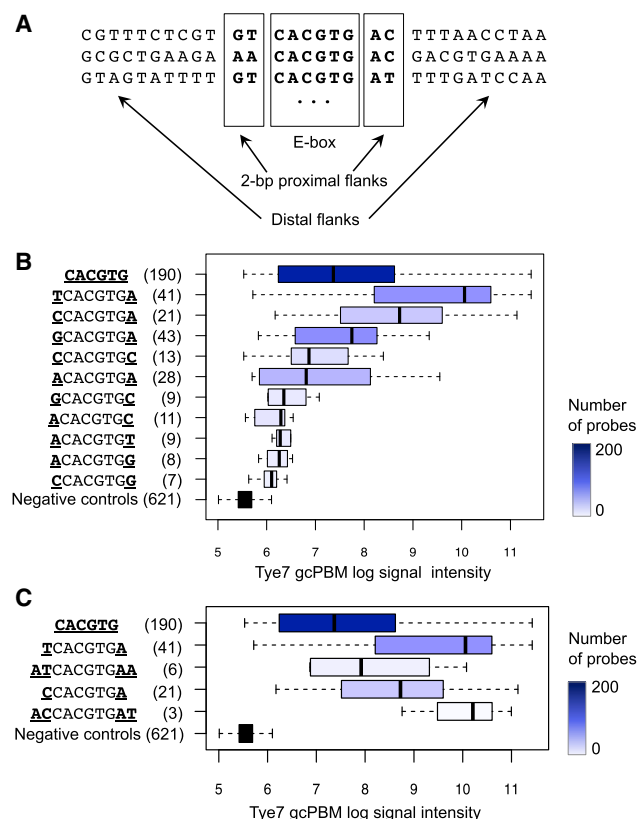 A
CGTTTCTCGT GT CACGTG AC TTTAACCTAA
GCGCTGAAGA AA CACGTG AC GACGTGAAAA
GTAGTATTTT GT CACGTG AT TTTGATCCAA
...
E-box
2-bp proximal flanks
Distal flanks
B
CACGTG (190)
TCACGTGA (41)
CCACGTGA (21)
GCACGTGA (43)
CCACGTGC (13)
ACACGTGA (28)
GCACGTGC (9)
ACACGTGC (11)
ACACGTGT (9)
ACACGTGG (8)
CCACGTGG (7)
Negative controls (621)
5 6 7 8 9 10 11
Tye7 gcPBM log signal intensity
Number
of probes
200
0
C
CACGTG (190)
TCACGTGA (41)
ATCACGTGAA (6)
CCACGTGA (21)
ACCACGTGAT (3)
Negative controls (621)
5 6 7 8 9 10 11
Tye7 gcPBM log signal intensity
Number
of probes
200
0